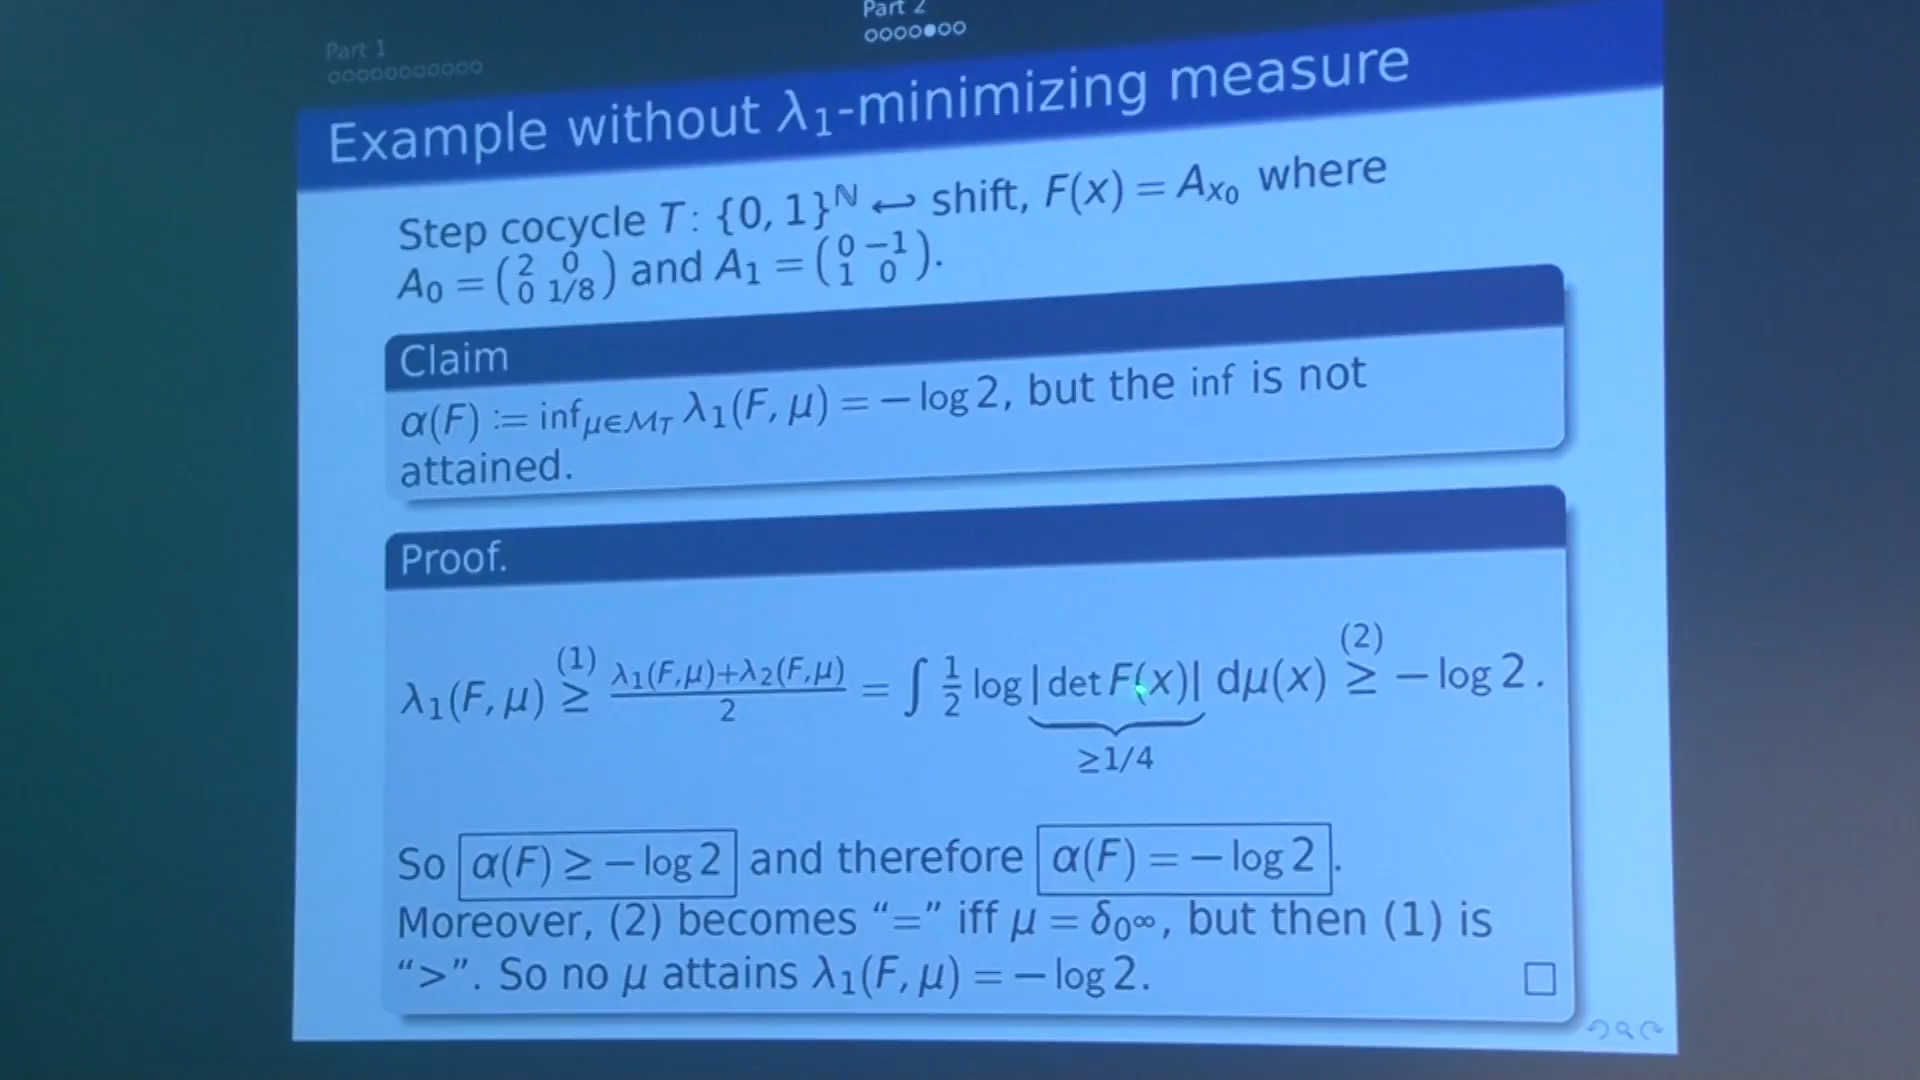 Part 1
Part 2
Example without λ₁-minimizing measure
Step cocycle T: {0, 1}^ℕ ↩ shift, F(x) = A_{x₀} where
A₀ = (2 0 0 1/8) and A₁ = (0 −1 1 0).
Claim
α(F) := inf_{μ∈M_T} λ₁(F, μ) = − log 2, but the inf is not
attained.
Proof.
λ₁(F, μ) ≥^{(1)} (λ₁(F,μ)+λ₂(F,μ))/2 = ∫ 1/2 log |det F(x)| dμ(x) ≥^{(2)} − log 2 .
≥1/4
So α(F) ≥ − log 2 and therefore α(F) = − log 2 .
Moreover, (2) becomes “=” iff μ = δ_{0^∞}, but then (1) is
“>”. So no μ attains λ₁(F, μ) = − log 2. □